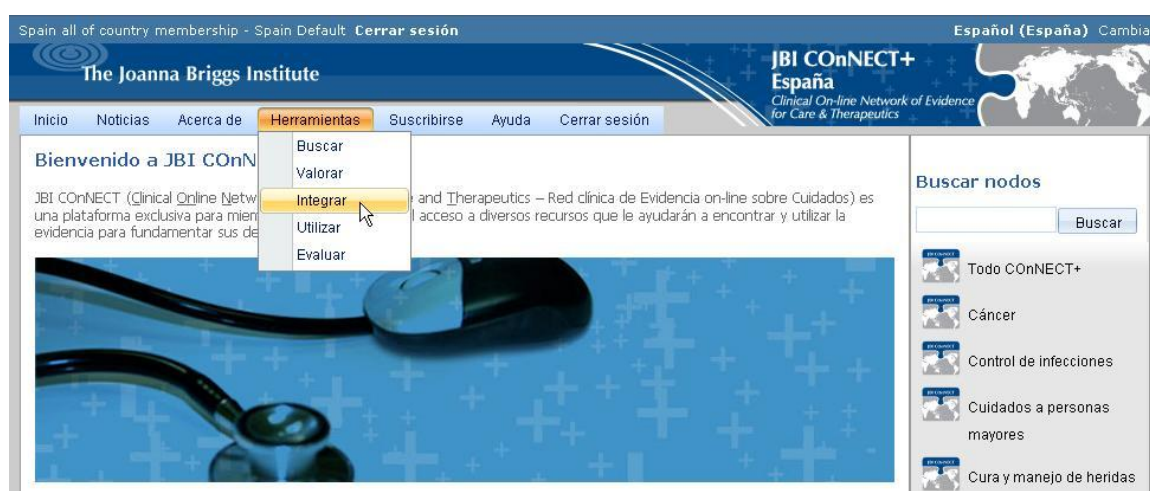 Spain all of country membership - Spain Default Cerrar sesión
Español (España) Cambia
The Joanna Briggs Institute
JBI COnNECT+
España
Clinical On-line Network of Evidence
for Care & Therapeutics
Inicio Noticias Acerca de Herramientas Suscribirse Ayuda Cerrar sesión
Buscar
Valorar
Integrar
Utilizar
Evaluar
Bienvenido a JBI COnN
JBI COnNECT (Clinical Online Netw and Therapeutics – Red clínica de Evidencia on-line sobre Cuidados) es
una plataforma exclusiva para mien l acceso a diversos recursos que le ayudarán a encontrar y utilizar la
evidencia para fundamentar sus de
Buscar nodos
Buscar
Todo COnNECT+
Cáncer
Control de infecciones
Cuidados a personas
mayores
Cura y manejo de heridas